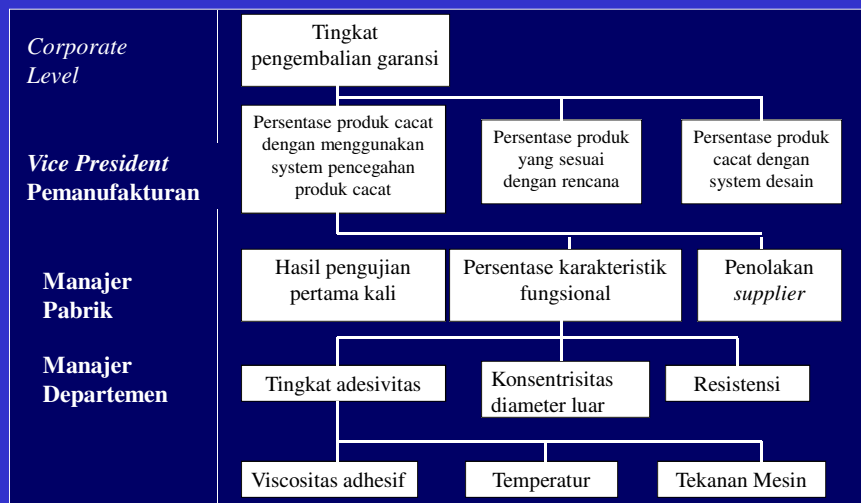 Corporate
Level
Tingkat
pengembalian garansi
Vice President
Pemanufakturan
Persentase produk cacat
dengan menggunakan
system pencegahan
produk cacat
Persentase produk
yang sesuai
dengan rencana
Persentase produk
cacat dengan
system desain
Manajer
Pabrik
Hasil pengujian
pertama kali
Persentase karakteristik
fungsional
Penolakan
supplier
Manajer
Departemen
Tingkat adesivitas
Konsentrisitas
diameter luar
Resistensi
Viscositas adhesif
Temperatur
Tekanan Mesin